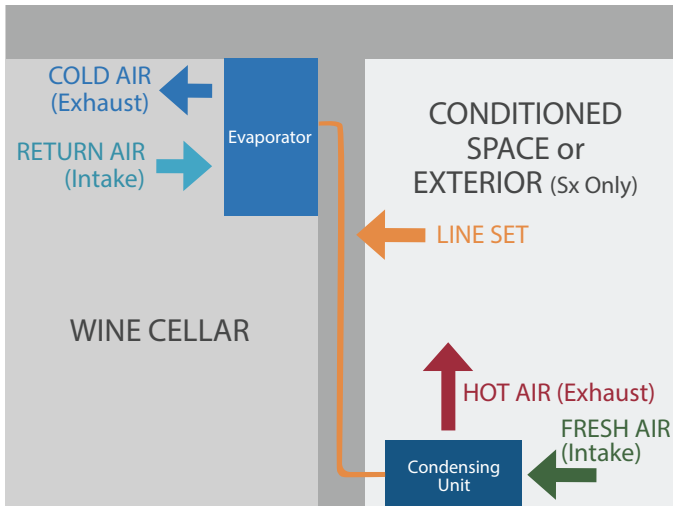 COLD AIR
(Exhaust)
Evaporator
RETURN AIR
(Intake)
CONDITIONED
SPACE or
EXTERIOR (Sx Only)
LINE SET
WINE CELLAR
HOT AIR (Exhaust)
FRESH AIR
(Intake)
Condensing
Unit